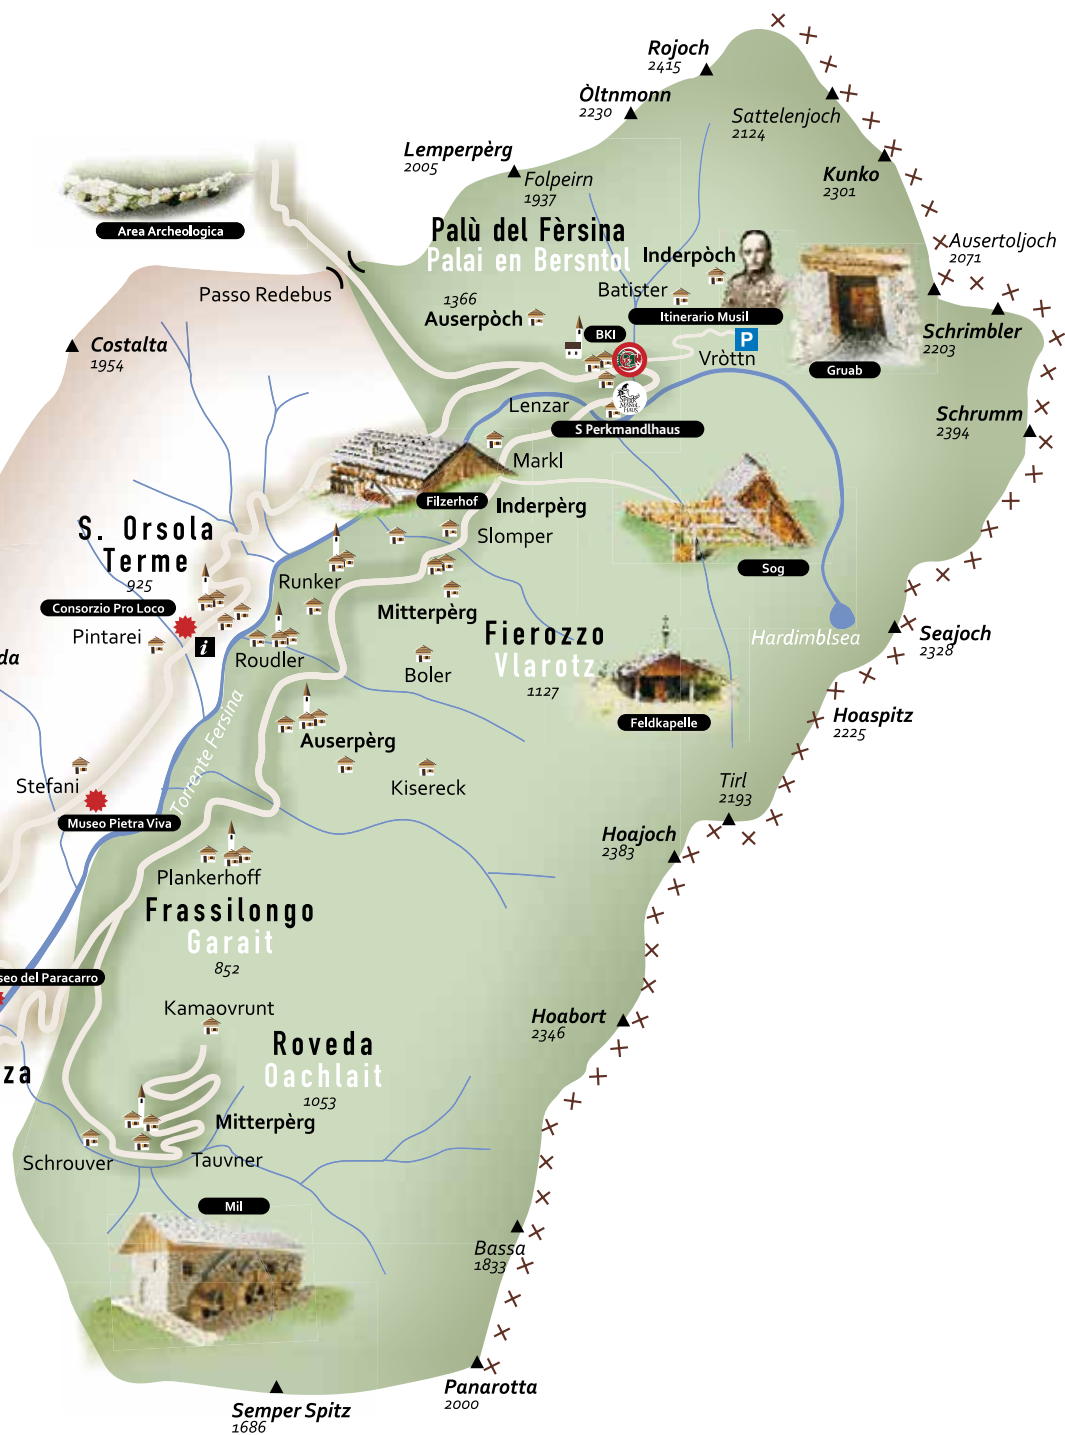 Rojoch
2415
Òltnmonn
2230
Sattelenjoch
2124
Lemperpèrg
2005
Folpeirn
1937
Kunko
2301
Area Archeologica
Palù del Fèrsina
Palai en Bersntol
Inderpòch
Ausertoljoch
2071
Passo Redebus
1366
Auserpòch
Batister
Itinerario Musil
BKI
P
Schrimbler
2203
Costalta
1954
Vròttn
Gruab
Lenzar
S Perkmandlhaus
Schrumm
2394
Markl
Filzerhof
Inderpèrg
S. Orsola
Terme
925
Slomper
Sog
Runker
Consorzio Pro Loco
Mitterpèrg
Pintarei
i
Roudler
Fierozzo
Vlarotz
1127
Hardimblsea
Seajoch
2328
da
Boler
Torrente Fersina
Feldkapelle
Hoaspitz
2225
Auserpèrg
Stefani
Kisereck
Tirl
2193
Museo Pietra Viva
Hoajoch
2383
Plankerhoff
Frassilongo
Garait
852
seo del Paracarro
Kamaovrunt
Hoabort
2346
Roveda
Oachlait
1053
za
Mitterpèrg
Schrouver
Tauvner
Mil
Bassa
1833
Panarotta
2000
Semper Spitz
1686